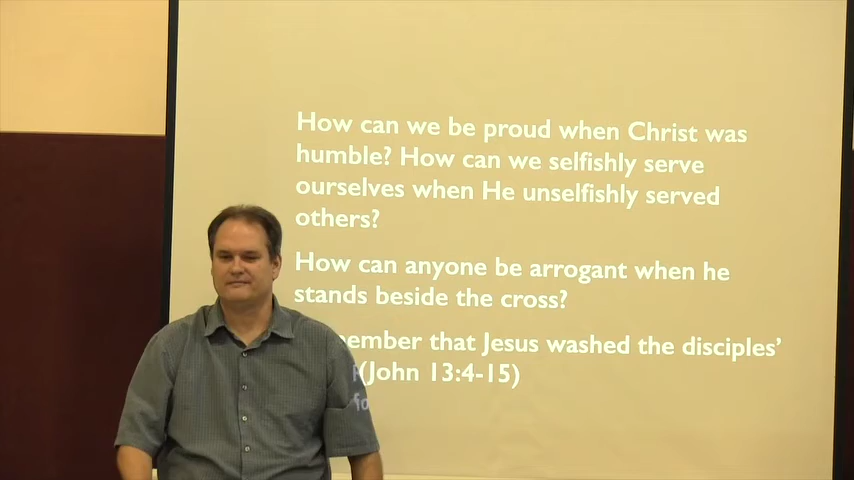 How can we be proud when Christ was
humble? How can we selfishly serve
ourselves when He unselfishly served
others?
How can anyone be arrogant when he
stands beside the cross?
that Jesus washed the disciples'
(John 13:4-15)